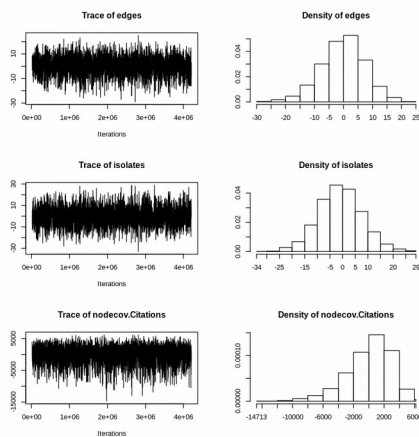 Trace of edges
Density of edges
10
-10
-30
0e+00 1e+06 2e+06 3e+06 4e+06
Iterations
0.04
0.02
0.00
-30 -20 -10 -5 0 5 10 15 20 25
Trace of isolates
Density of isolates
30
10
-10
-30
0e+00 1e+06 2e+06 3e+06 4e+06
Iterations
0.04
0.02
0.00
-34 -25 -15 -5 0 5 10 15 20 29
Trace of nodecov.Citations
Density of nodecov.Citations
5000
-5000
-15000
0e+00 1e+06 2e+06 3e+06 4e+06
Iterations
0.00010
0.00000
-14713 -10000 -6000 -2000 2000